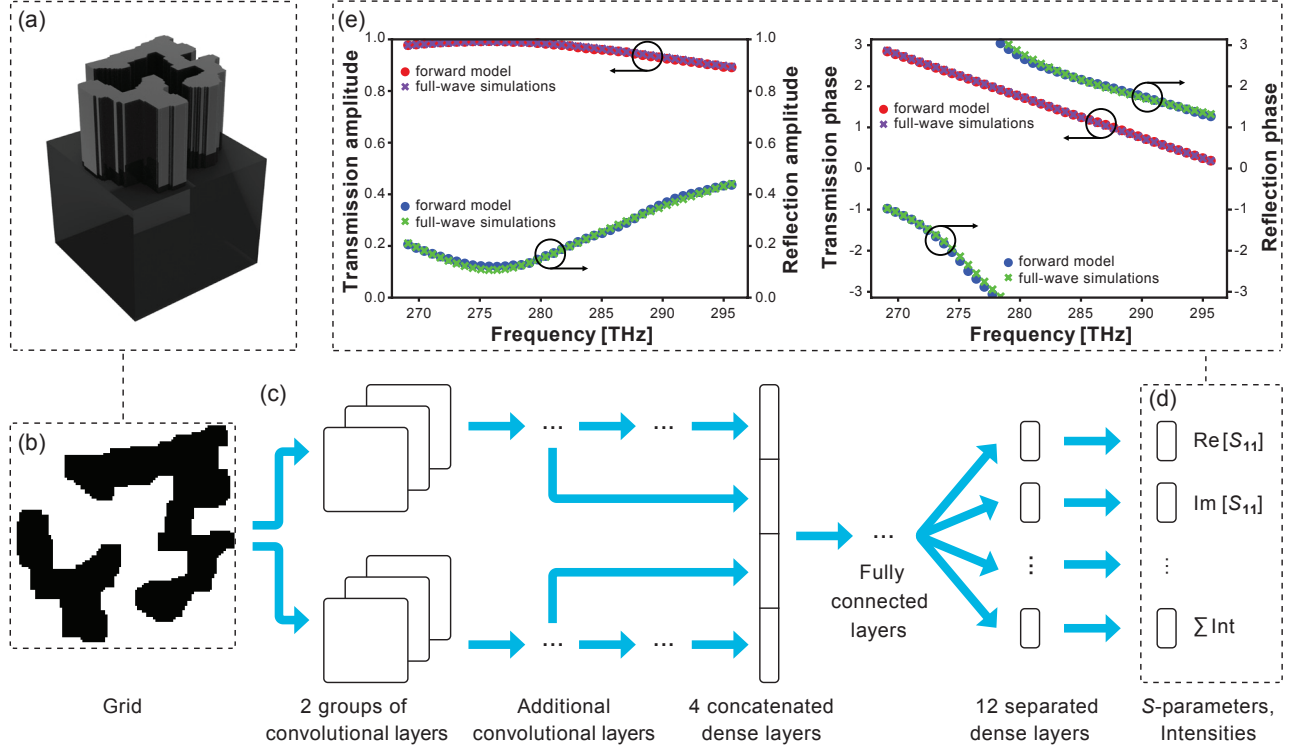 (a)
(e)
1.0
0.8
0.6
0.4
0.2
0.0
Transmission amplitude
forward model
full-wave simulations
forward model
full-wave simulations
1.0
0.8
0.6
0.4
0.2
0.0
Reflection amplitude
270 275 280 285 290 295
Frequency [THz]
3
2
1
0
-1
-2
-3
Transmission phase
forward model
full-wave simulations
forward model
full-wave simulations
3
2
1
0
-1
-2
-3
Reflection phase
270 275 280 285 290 295
Frequency [THz]
(b)
(c)
(d)
... ...
... ...
...
Fully
connected
layers
⋮
⋮
Re [S11]
Im [S11]
∑ Int
Grid
2 groups of
convolutional layers
Additional
convolutional layers
4 concatenated
dense layers
12 separated
dense layers
S-parameters,
Intensities